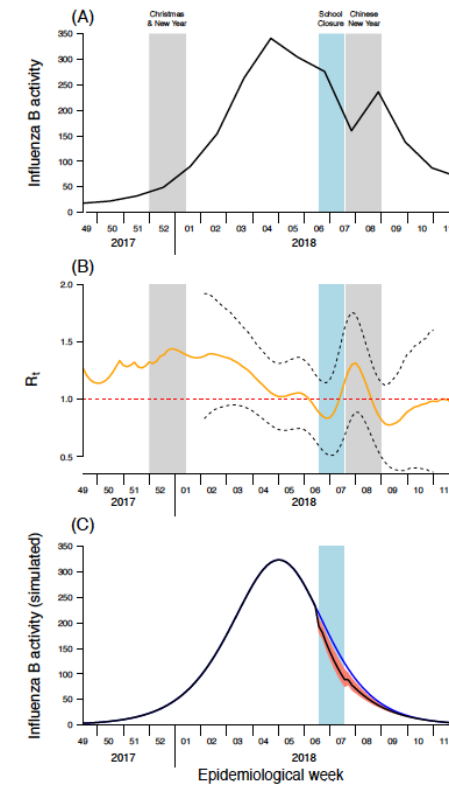 (A)
Christmas
& New Year
School
Closure
Chinese
New Year
Influenza B activity
350
300
250
200
150
100
50
0
49 50 51 52 01 02 03 04 05 06 07 08 09 10 11
2017 2018
(B)
Rt
2.0
1.5
1.0
0.5
49 50 51 52 01 02 03 04 05 06 07 08 09 10 11
2017 2018
(C)
Influenza B activity (simulated)
350
300
250
200
150
100
50
0
49 50 51 52 01 02 03 04 05 06 07 08 09 10 11
2017 2018
Epidemiological week